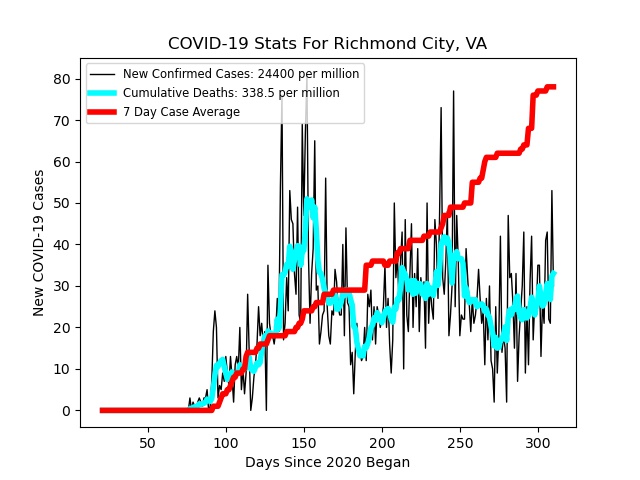 COVID-19 Stats For Richmond City, VA
New Confirmed Cases: 24400 per million
Cumulative Deaths: 338.5 per million
7 Day Case Average
New COVID-19 Cases
80
70
60
50
40
30
20
10
0
50 100 150 200 250 300
Days Since 2020 Began